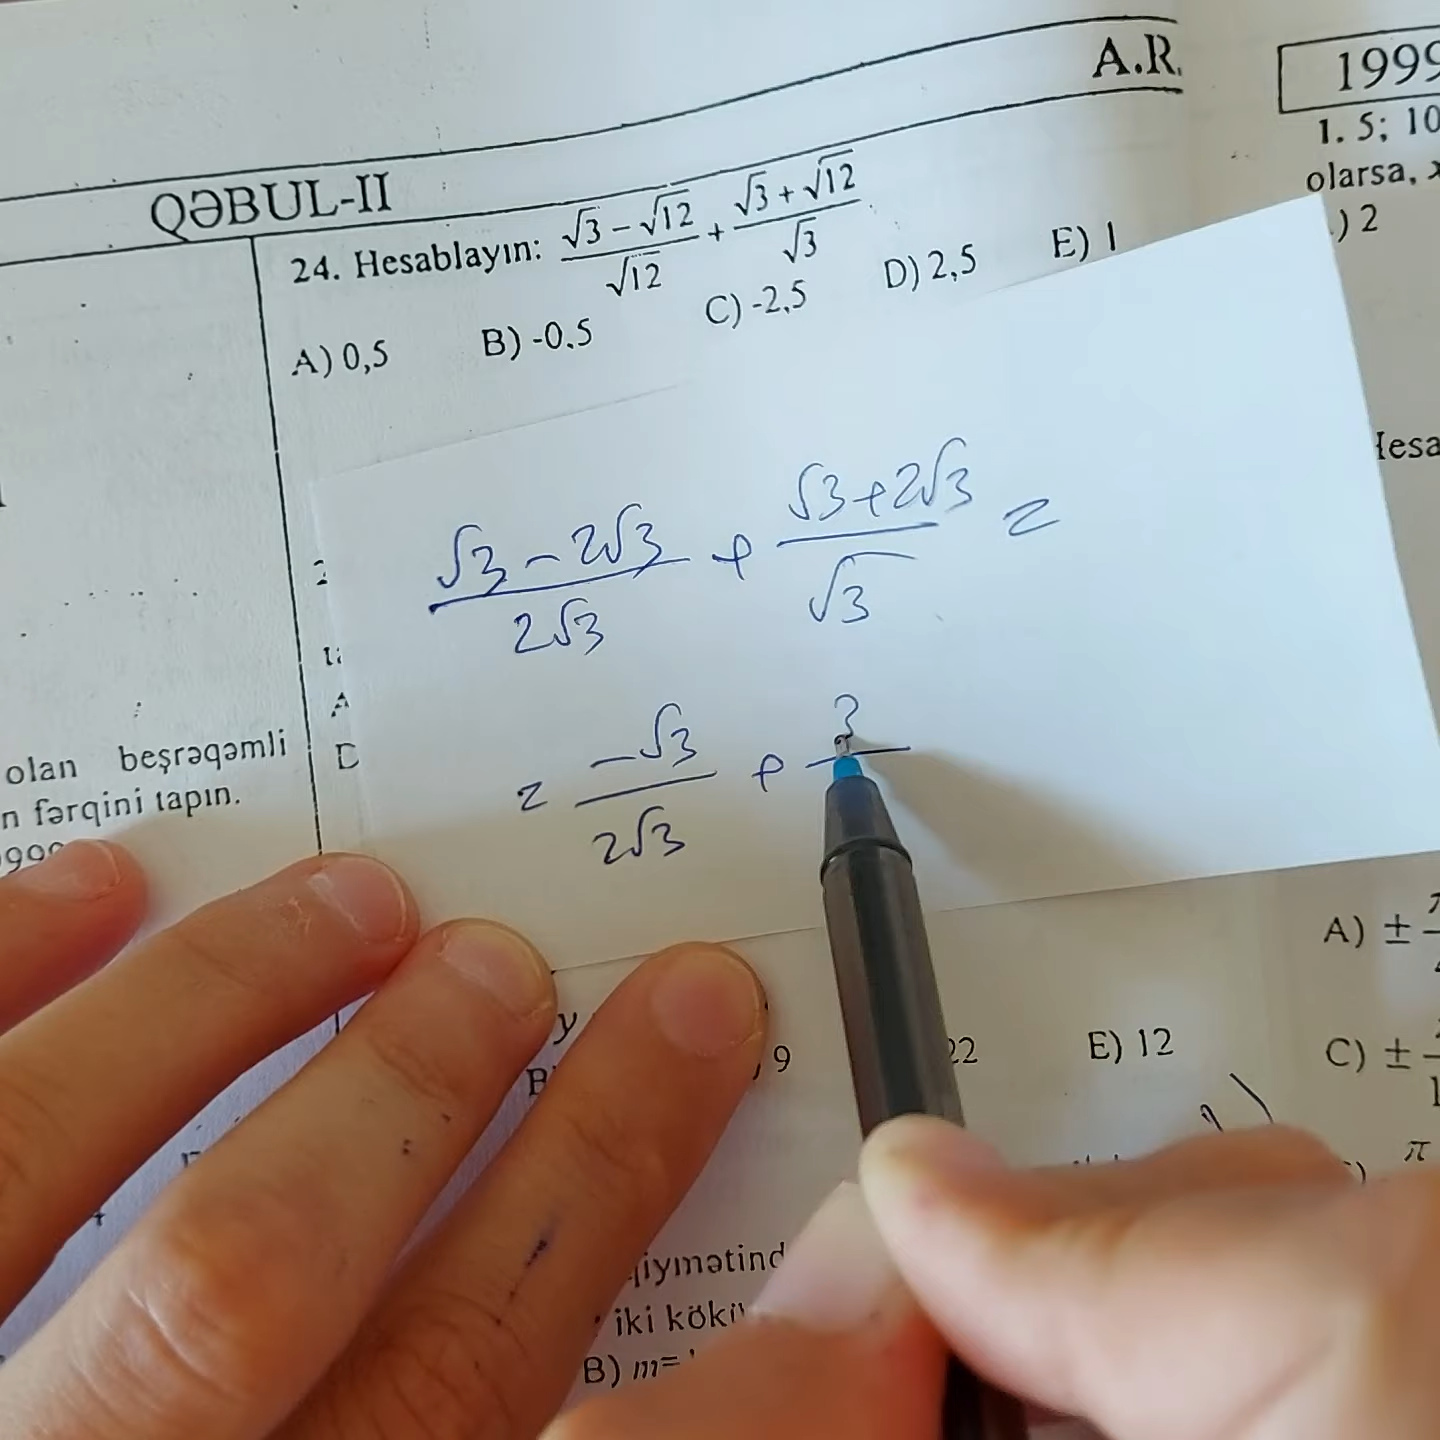 A.R.
1999
QƏBUL-II
24. Hesablayın: (√3 − √12)/√12 + (√3 + √12)/√3
A) 0,5 B) -0,5 C) -2,5 D) 2,5 E) 1
1. 5; 10
olarsa, x
) 2
(√3 − 2√3)/(2√3) + (√3 + 2√3)/√3 =
= −√3/(2√3) + 3
olan beşrəqəmli
n fərqini tapın.
A
D
y
B
9
22
E) 12
A) ±
C) ±
π
iki kökü
B) m=